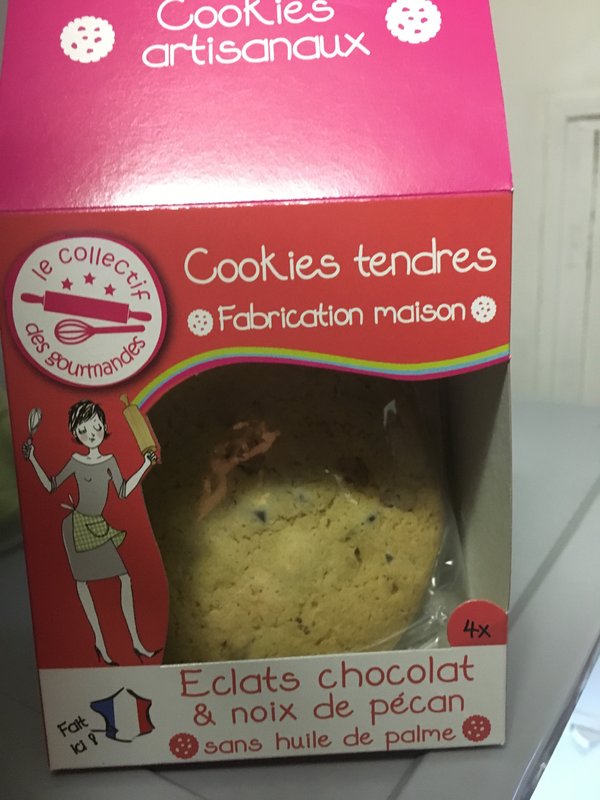 Cookies
artisanaux
le collectif
des gourmandes
Cookies tendres
Fabrication maison
4x
Eclats chocolat
& noix de pécan
sans huile de palme
Fait
ici !